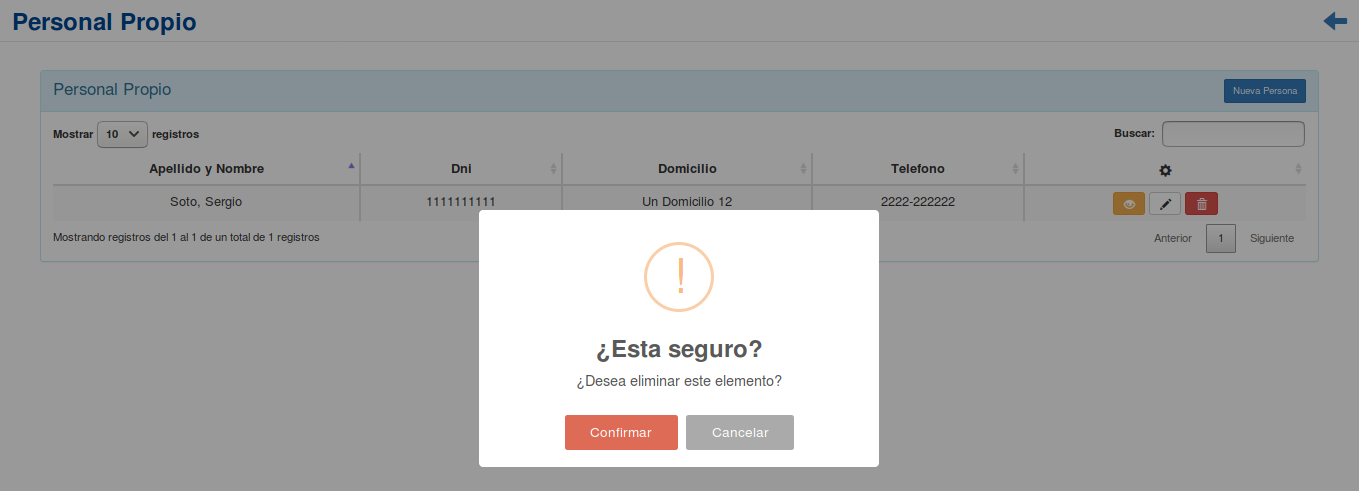 Personal Propio
Personal Propio Nueva Persona
Mostrar 10 registros Buscar:
Apellido y Nombre Dni Domicilio Telefono
Soto, Sergio 1111111111 Un Domicilio 12 2222-222222
Mostrando registros del 1 al 1 de un total de 1 registros Anterior 1 Siguiente
!
¿Esta seguro?
¿Desea eliminar este elemento?
Confirmar Cancelar